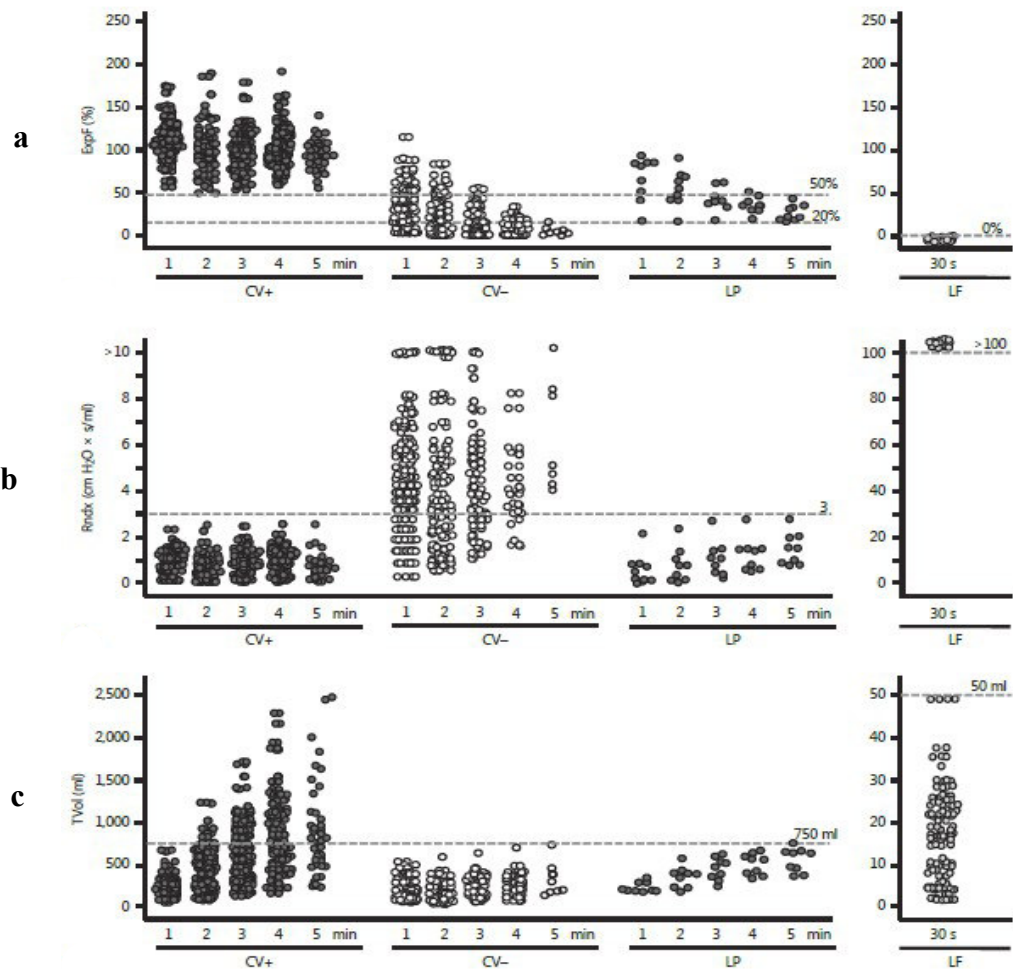 a
ExpF (%)
250
200
150
100
50
0
50%
20%
1 2 3 4 5 min
CV+
1 2 3 4 5 min
CV–
1 2 3 4 5 min
LP
250
200
150
100
50
0
0%
30 s
LF
b
Rndx (cm H₂O × s/ml)
>10
8
6
4
2
0
3
1 2 3 4 5 min
CV+
1 2 3 4 5 min
CV–
1 2 3 4 5 min
LP
100
80
60
40
20
0
>100
30 s
LF
c
TVol (ml)
2,500
2,000
1,500
1,000
500
0
750 ml
1 2 3 4 5 min
CV+
1 2 3 4 5 min
CV–
1 2 3 4 5 min
LP
50
40
30
20
10
0
50 ml
30 s
LF